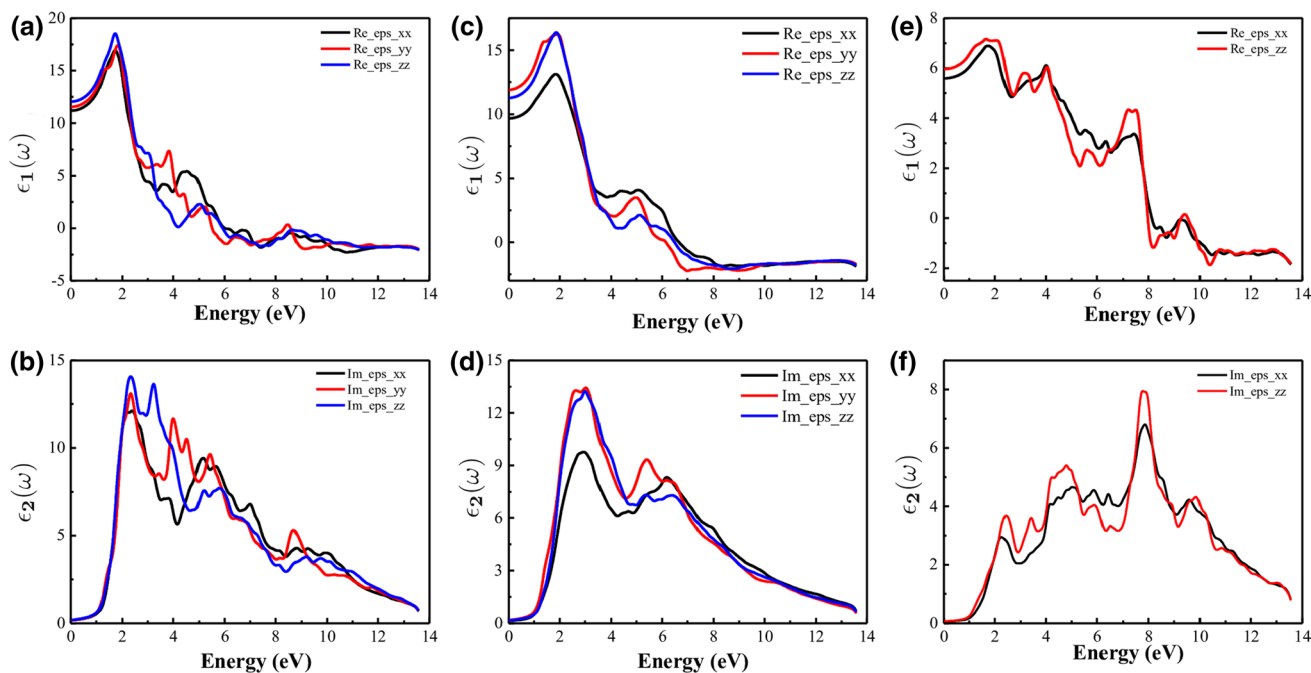 (a)
20
15
10
5
0
-5
ϵ1(ω)
Re_eps_xx
Re_eps_yy
Re_eps_zz
0 2 4 6 8 10 12 14
Energy (eV)
(c)
15
10
5
0
ϵ1(ω)
Re_eps_xx
Re_eps_yy
Re_eps_zz
0 2 4 6 8 10 12 14
Energy (eV)
(e)
8
6
4
2
0
-2
ϵ1(ω)
Re_eps_xx
Re_eps_zz
0 2 4 6 8 10 12 14
Energy (eV)
(b)
15
10
5
0
ϵ2(ω)
Im_eps_xx
Im_eps_yy
Im_eps_zz
0 2 4 6 8 10 12 14
Energy (eV)
(d)
15
12
9
6
3
0
ϵ2(ω)
Im_eps_xx
Im_eps_yy
Im_eps_zz
0 2 4 6 8 10 12 14
Energy (eV)
(f)
8
6
4
2
0
ϵ2(ω)
Im_eps_xx
Im_eps_zz
0 2 4 6 8 10 12 14
Energy (eV)